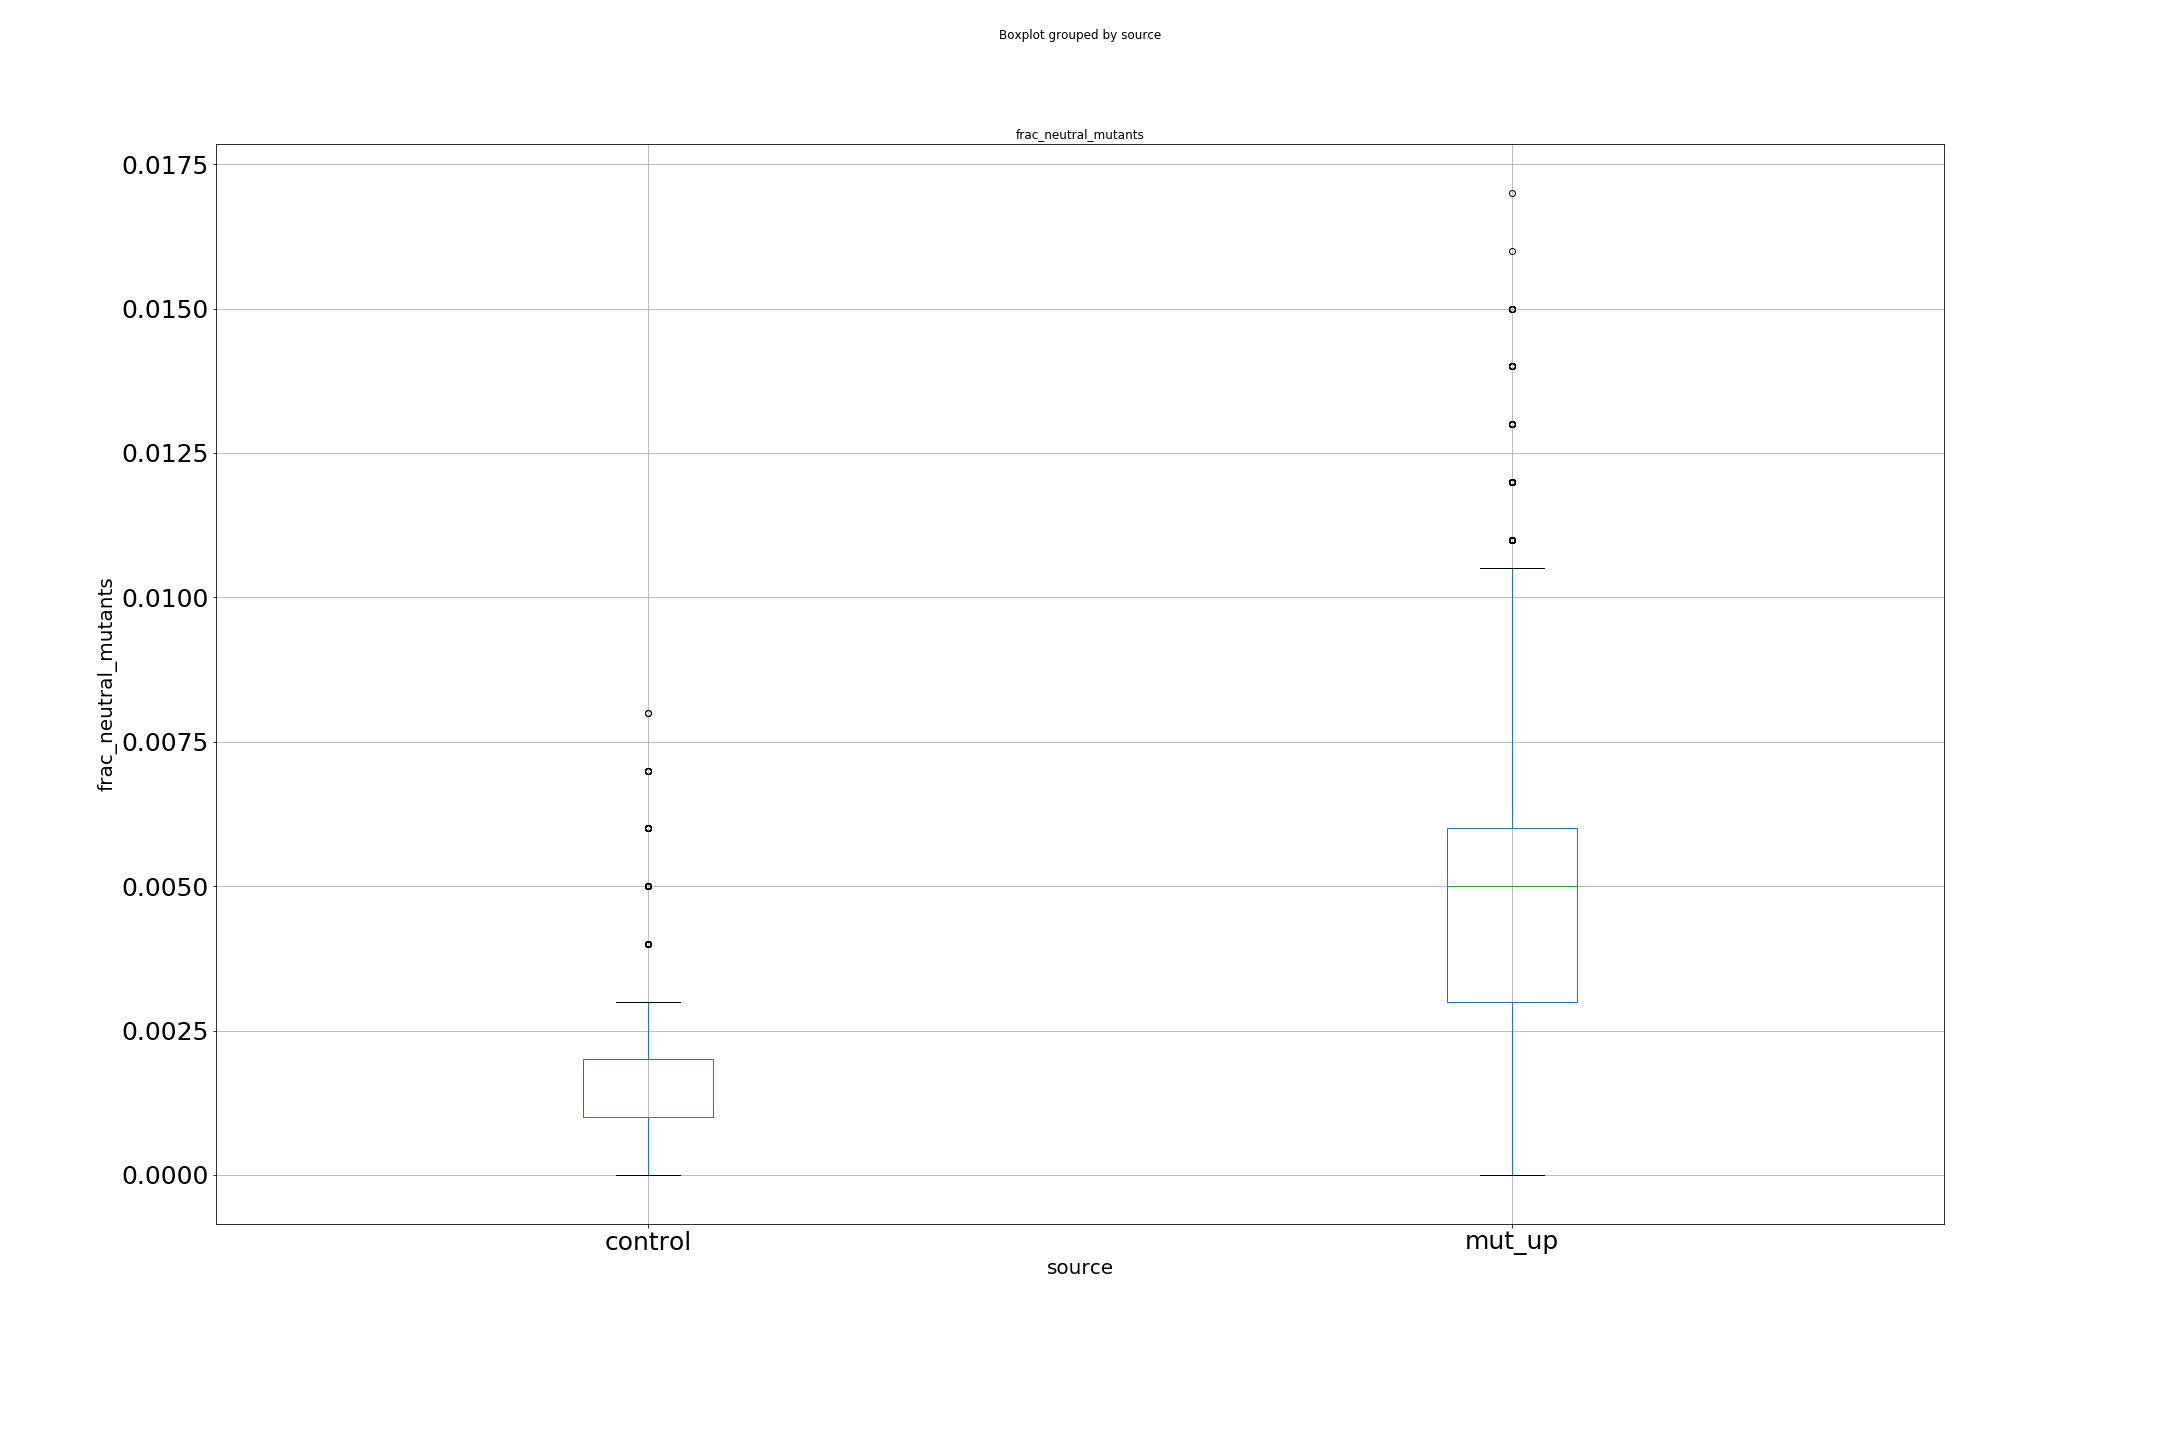 Boxplot grouped by source
frac_neutral_mutants
0.0175
0.0150
0.0125
0.0100
0.0075
0.0050
0.0025
0.0000
frac_neutral_mutants
control
mut_up
source